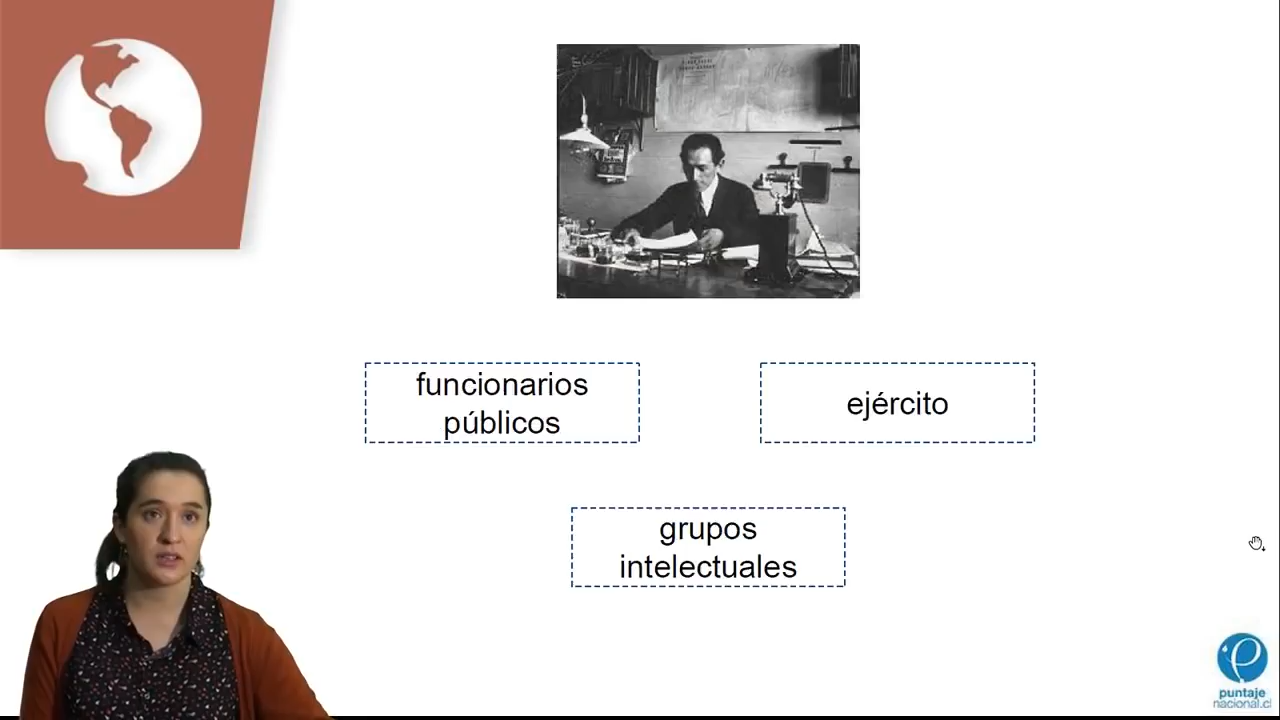 funcionarios
públicos
ejército
grupos
intelectuales
puntaje
nacional.cl